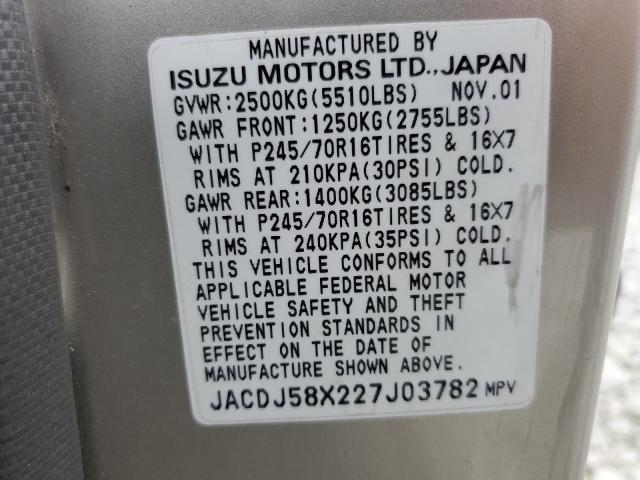 MANUFACTURED BY
ISUZU MOTORS LTD., JAPAN
GVWR:2500KG(5510LBS) NOV.01
GAWR FRONT:1250KG(2755LBS)
WITH P245/70R16TIRES & 16X7
RIMS AT 210KPA(30PSI) COLD.
GAWR REAR:1400KG(3085LBS)
WITH P245/70R16TIRES & 16X7
RIMS AT 240KPA(35PSI) COLD.
THIS VEHICLE CONFORMS TO ALL
APPLICABLE FEDERAL MOTOR
VEHICLE SAFETY AND THEFT
PREVENTION STANDARDS IN
EFFECT ON THE DATE OF
MANUFACTURE SHOWN ABOVE.
JACDJ58X227J03782 MPV